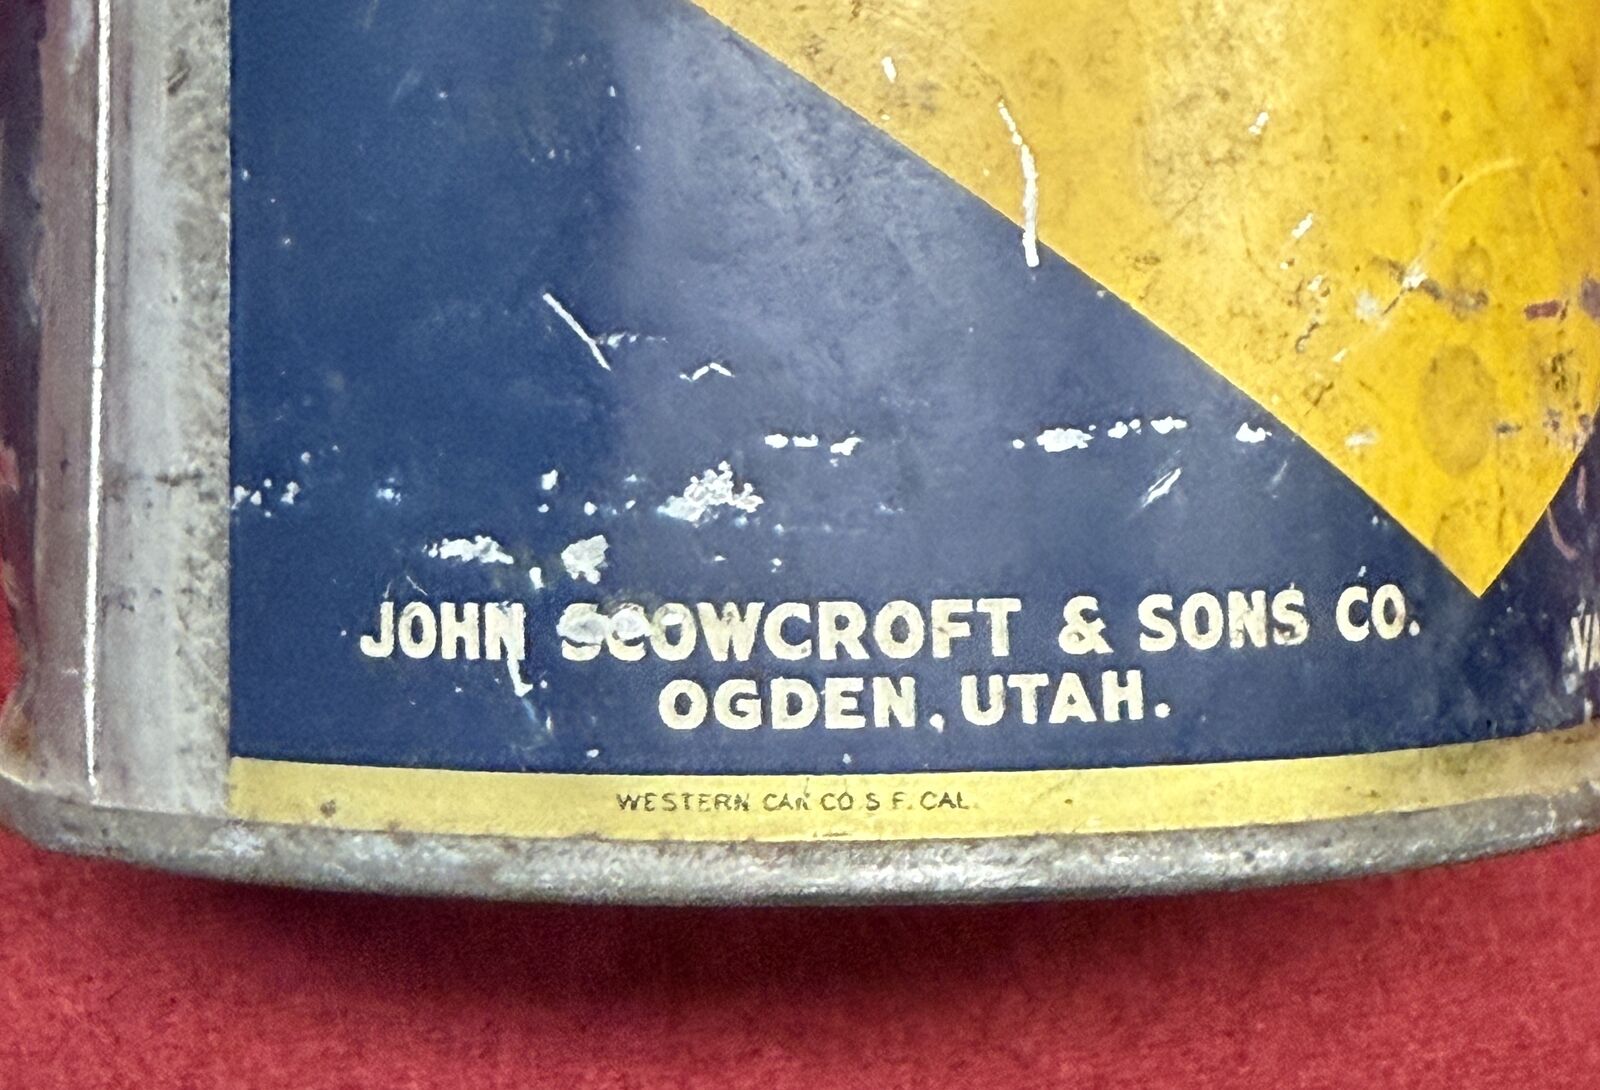 JOHN SCOWCROFT & SONS CO.
OGDEN, UTAH.
WESTERN CAN CO. S. F. CAL.